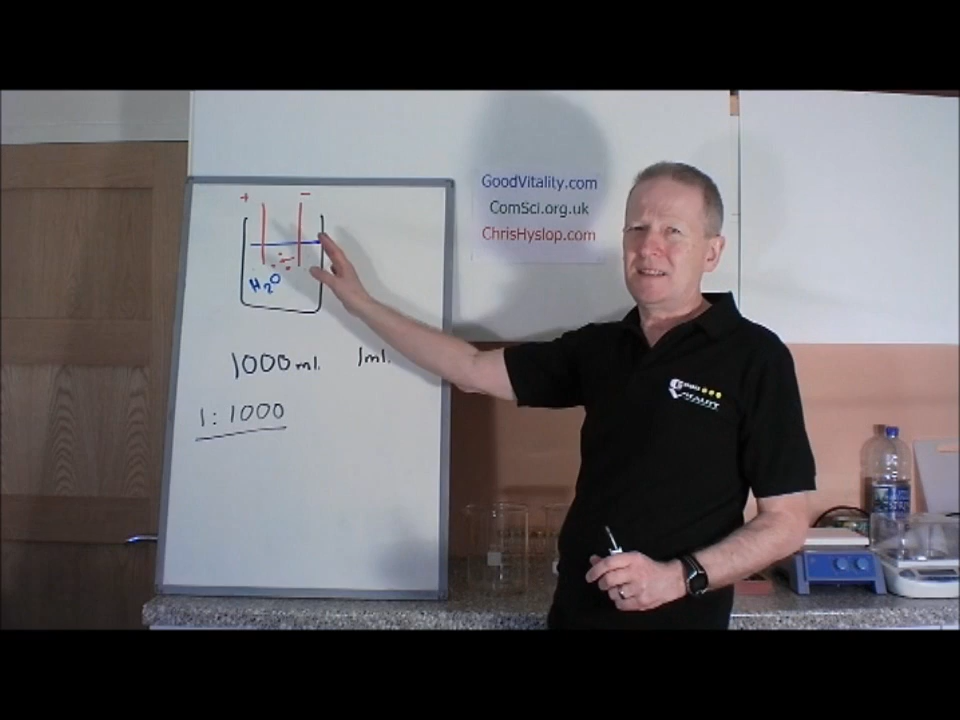 + -
H2O
1000ml. 1ml.
1:1000
GoodVitality.com
ComSci.org.uk
ChrisHyslop.com